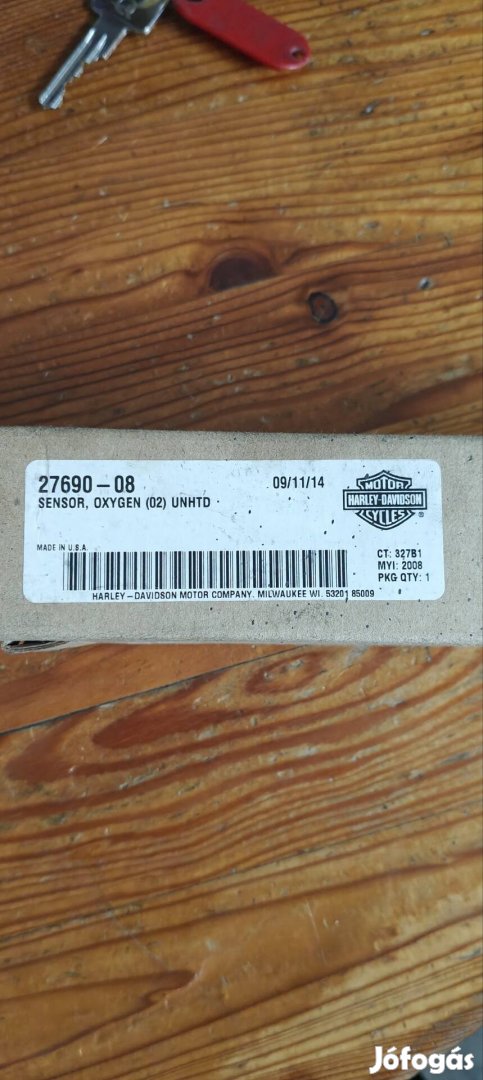 27690-08
09/11/14
SENSOR, OXYGEN (02) UNHTD
MOTOR
HARLEY-DAVIDSON
CYCLES
®
MADE IN U.S.A.
CT: 327B1
MYI: 2008
PKG QTY: 1
HARLEY-DAVIDSON MOTOR COMPANY. MILWAUKEE WI. 53201 85009
Jófogás